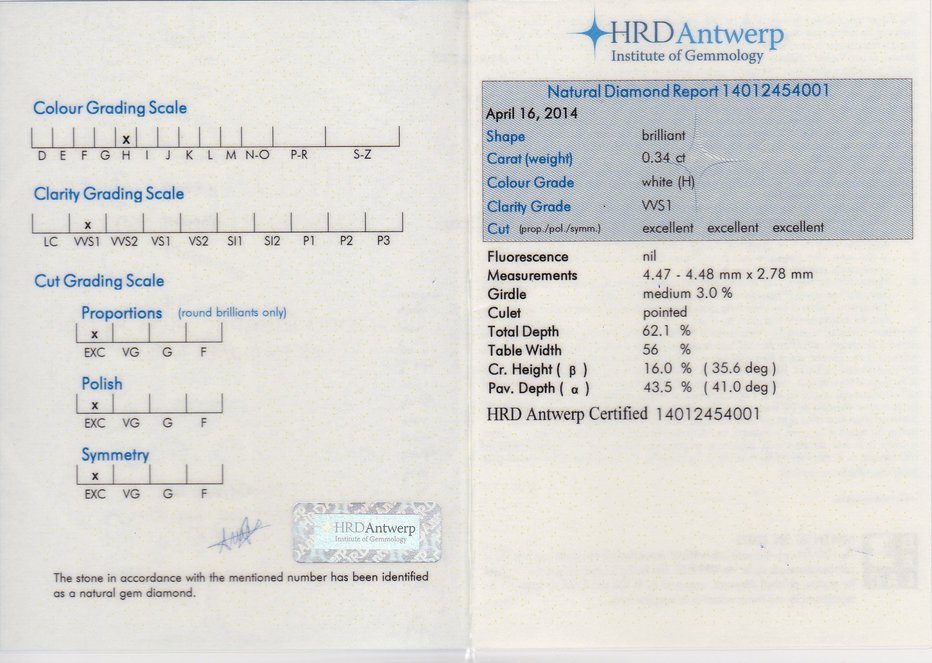 Colour Grading Scale
x
D E F G H I J K L M N-O P-R S-Z
Clarity Grading Scale
x
LC VVS1 VVS2 VS1 VS2 SI1 SI2 P1 P2 P3
Cut Grading Scale
Proportions (round brilliants only)
x
EXC VG G F
Polish
x
EXC VG G F
Symmetry
x
EXC VG G F
HRD Antwerp
Institute of Gemmology
The stone in accordance with the mentioned number has been identified
as a natural gem diamond.
HRD Antwerp
Institute of Gemmology
Natural Diamond Report 14012454001
April 16, 2014
Shape brilliant
Carat (weight) 0.34 ct
Colour Grade white (H)
Clarity Grade VVS1
Cut (prop./pol./symm.) excellent excellent excellent
Fluorescence nil
Measurements 4.47 - 4.48 mm x 2.78 mm
Girdle medium 3.0 %
Culet pointed
Total Depth 62.1 %
Table Width 56 %
Cr. Height ( β ) 16.0 % ( 35.6 deg )
Pav. Depth ( α ) 43.5 % ( 41.0 deg )
HRD Antwerp Certified 14012454001